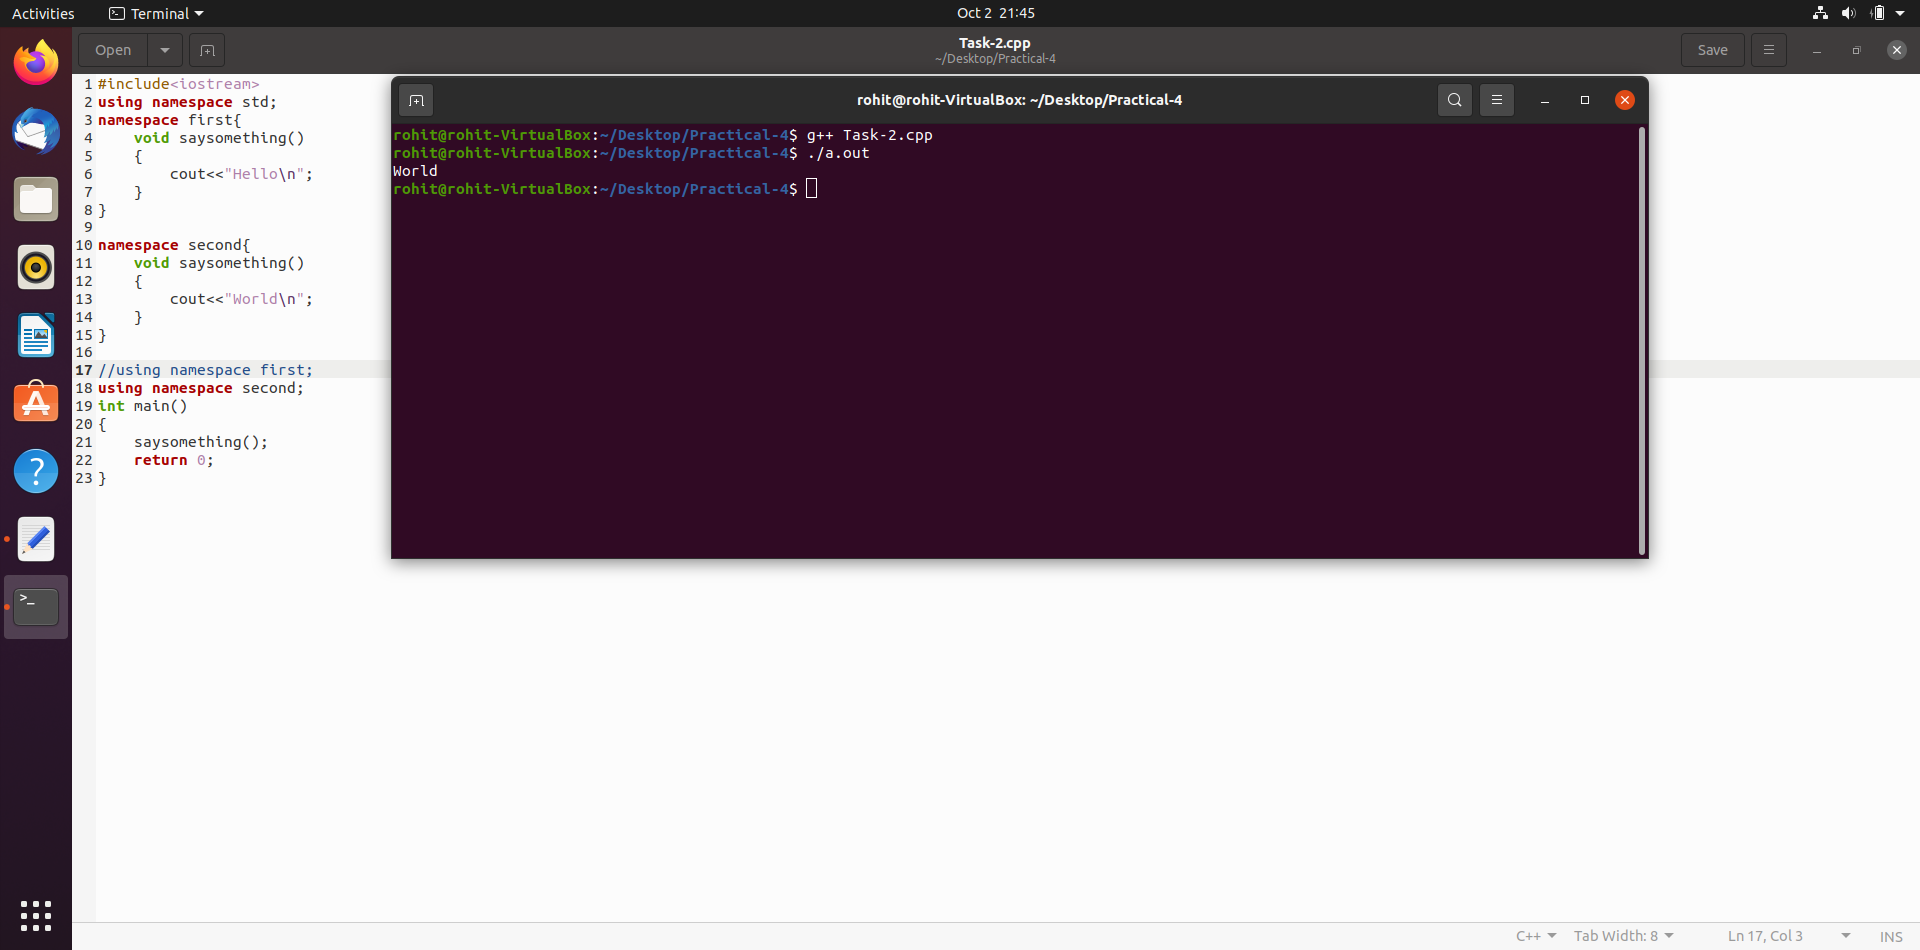 Activities
Terminal
Oct 2 21:45
Open
Task-2.cpp
~/Desktop/Practical-4
Save
1 #include<iostream>
2 using namespace std;
3 namespace first{
4     void saysomething()
5     {
6         cout<<"Hello\n";
7     }
8 }
9
10 namespace second{
11     void saysomething()
12     {
13         cout<<"World\n";
14     }
15 }
16
17 //using namespace first;
18 using namespace second;
19 int main()
20 {
21     saysomething();
22     return 0;
23 }
rohit@rohit-VirtualBox: ~/Desktop/Practical-4
rohit@rohit-VirtualBox:~/Desktop/Practical-4$ g++ Task-2.cpp
rohit@rohit-VirtualBox:~/Desktop/Practical-4$ ./a.out
World
rohit@rohit-VirtualBox:~/Desktop/Practical-4$
C++
Tab Width: 8
Ln 17, Col 3
INS